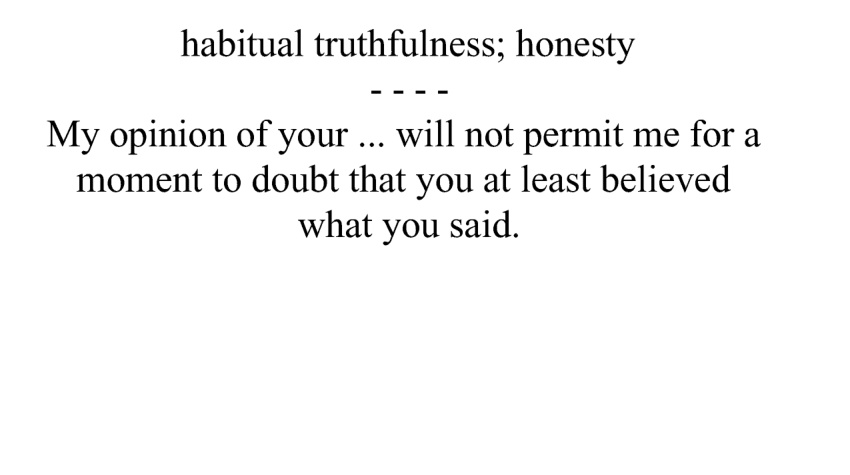 habitual truthfulness; honesty
- - - -
My opinion of your ... will not permit me for a
moment to doubt that you at least believed
what you said.